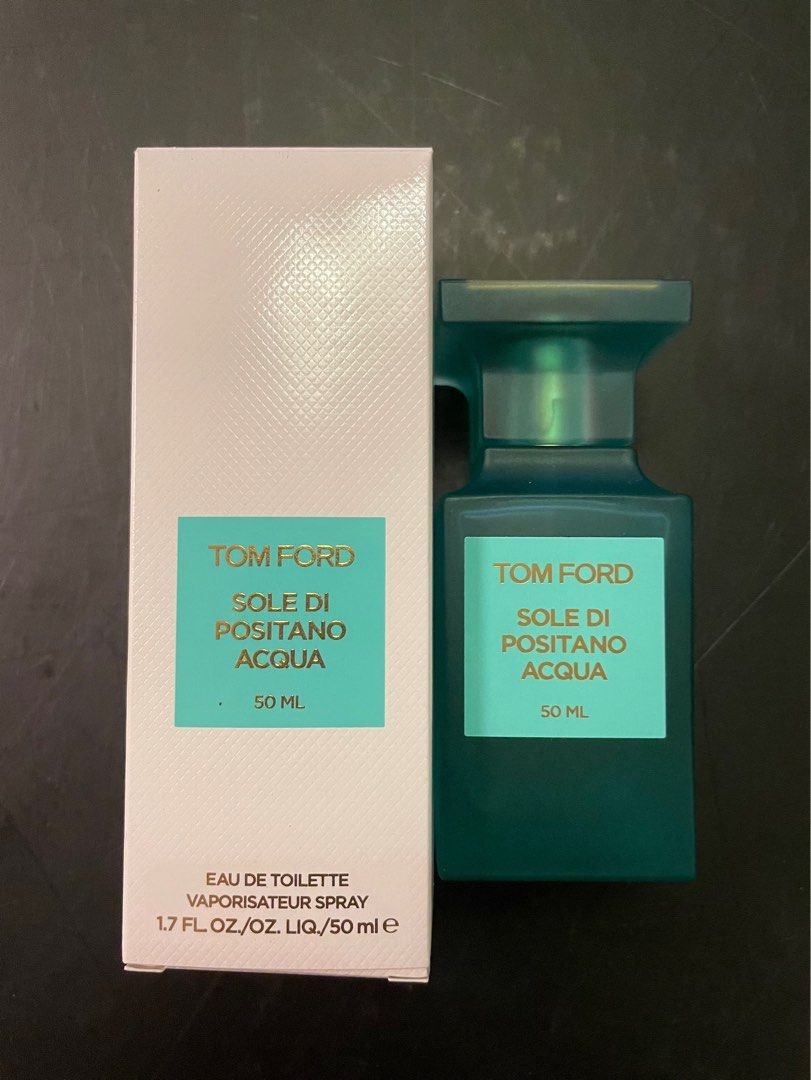 TOM FORD
SOLE DI
POSITANO
ACQUA
50 ML
EAU DE TOILETTE
VAPORISATEUR SPRAY
1.7 FL. OZ./OZ. LIQ./50 ml ℮
TOM FORD
SOLE DI
POSITANO
ACQUA
50 ML